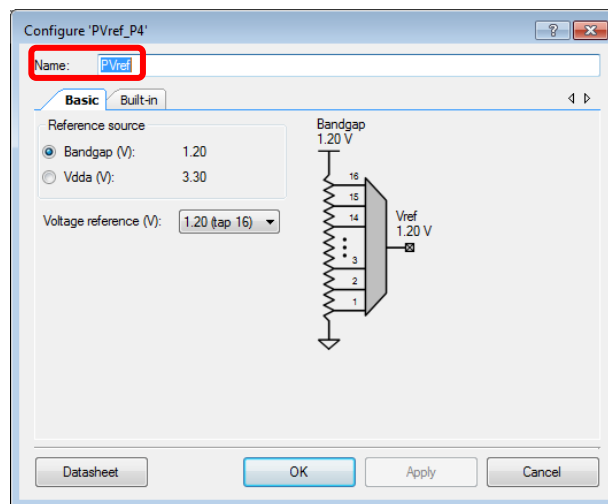 Configure 'PVref_P4'
Name: PVref
Basic Built-in
Reference source
Bandgap (V): 1.20
Vdda (V): 3.30
Voltage reference (V): 1.20 (tap 16)
Bandgap
1.20 V
16
15
14
3
2
1
Vref
1.20 V
Datasheet OK Apply Cancel